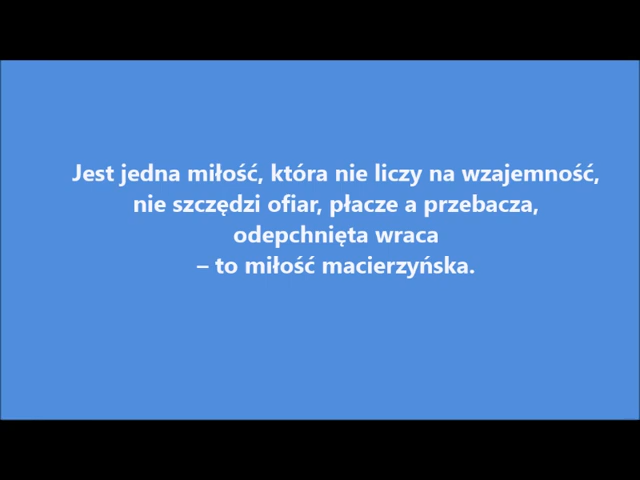 Jest jedna miłość, która nie liczy na wzajemność,
nie szczędzi ofiar, płacze a przebacza,
odepchnięta wraca
– to miłość macierzyńska.